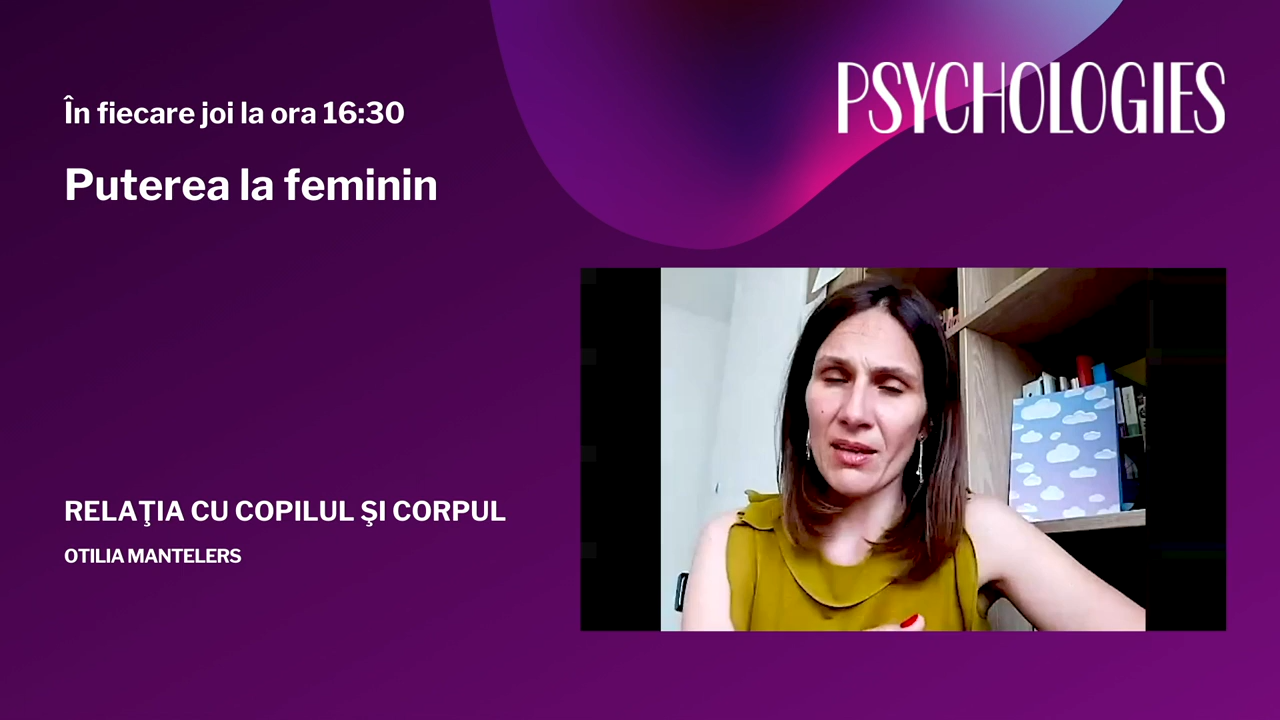 În fiecare joi la ora 16:30
PSYCHOLOGIES
Puterea la feminin
RELAŢIA CU COPILUL ŞI CORPUL
OTILIA MANTELERS